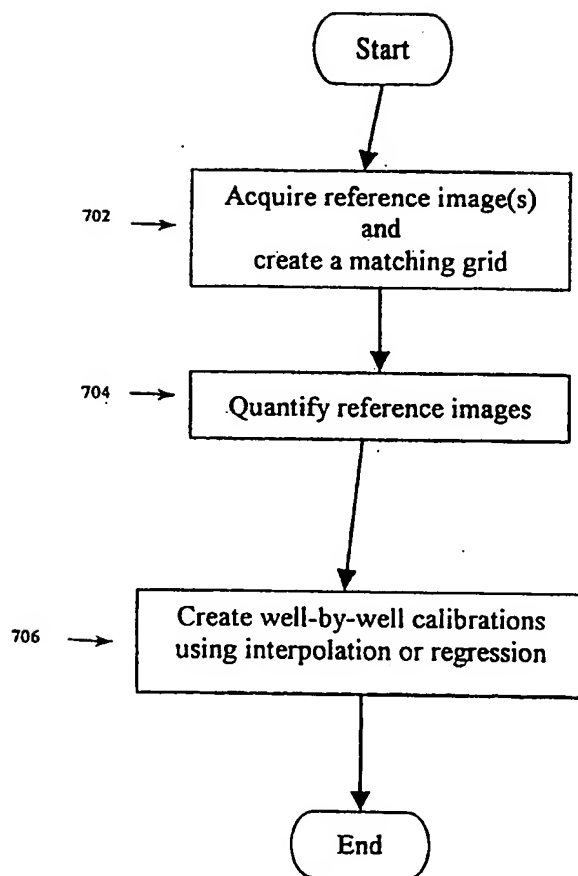 Start
702
Acquire reference image(s)
and
create a matching grid
704
Quantify reference images
706
Create well-by-well calibrations
using interpolation or regression
End